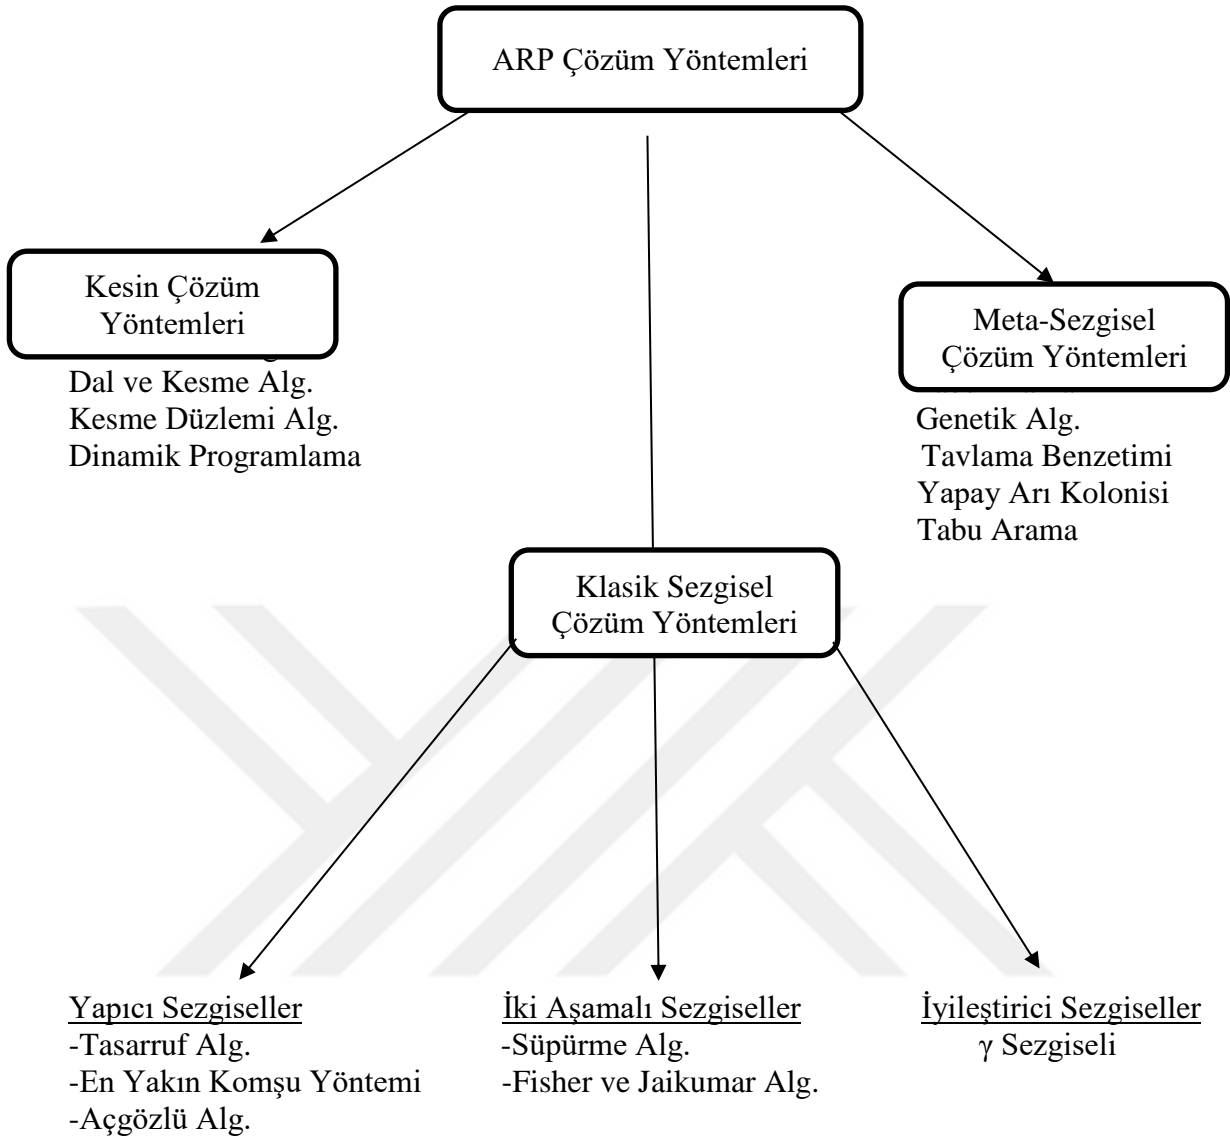 ARP Çözüm Yöntemleri
Kesin Çözüm
Yöntemleri
Dal ve Kesme Alg.
Kesme Düzlemi Alg.
Dinamik Programlama
Meta-Sezgisel
Çözüm Yöntemleri
Genetik Alg.
Tavlama Benzetimi
Yapay Arı Kolonisi
Tabu Arama
Klasik Sezgisel
Çözüm Yöntemleri
Yapıcı Sezgiseller
-Tasarruf Alg.
-En Yakın Komşu Yöntemi
-Açgözlü Alg.
İki Aşamalı Sezgiseller
-Süpürme Alg.
-Fisher ve Jaikumar Alg.
İyileştirici Sezgiseller
γ Sezgiseli